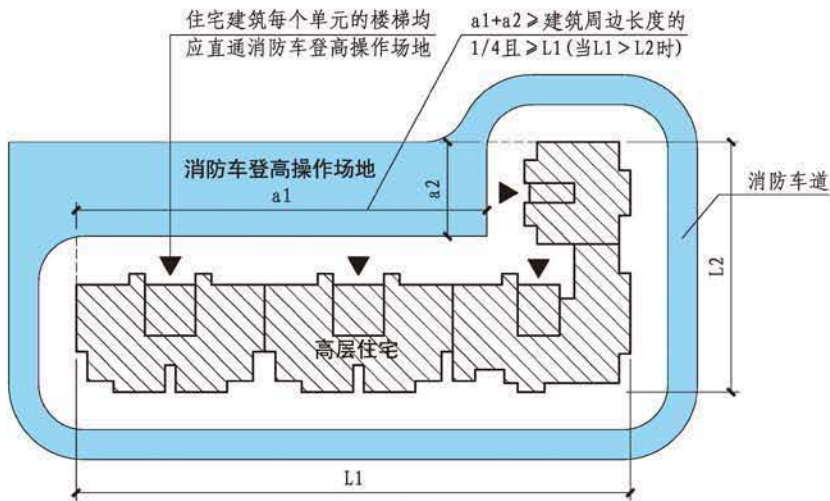 住宅建筑每个单元的楼梯均
应直通消防车登高操作场地
a1+a2≥建筑周边长度的
1/4且≥L1(当L1＞L2时)
消防车登高操作场地
a1
a2
消防车道
L2
高层住宅
L1